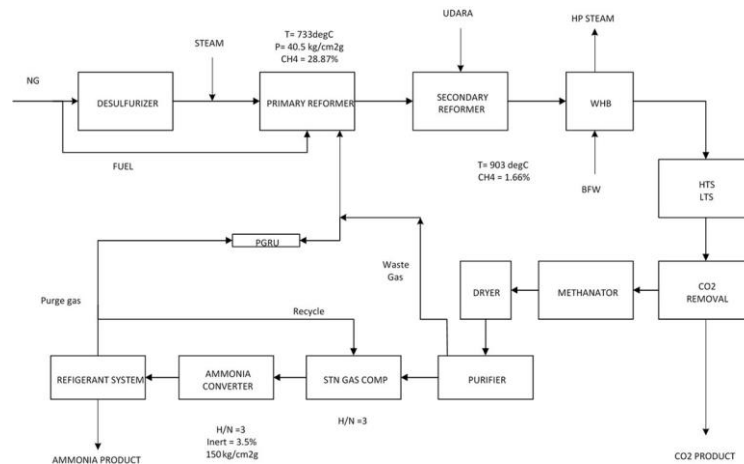 T= 733degC
P= 40.5 kg/cm2g
CH4 = 28.87%
UDARA
HP STEAM
STEAM
NG
DESULFURIZER
PRIMARY REFORMER
SECONDARY
REFORMER
WHB
FUEL
T= 903 degC
CH4 = 1.66%
BFW
HTS
LTS
PGRU
Waste
Gas
DRYER
METHANATOR
CO2
REMOVAL
Purge gas
Recycle
REFIGERANT SYSTEM
AMMONIA
CONVERTER
STN GAS COMP
PURIFIER
H/N =3
Inert = 3.5%
150 kg/cm2g
H/N =3
AMMONIA PRODUCT
CO2 PRODUCT